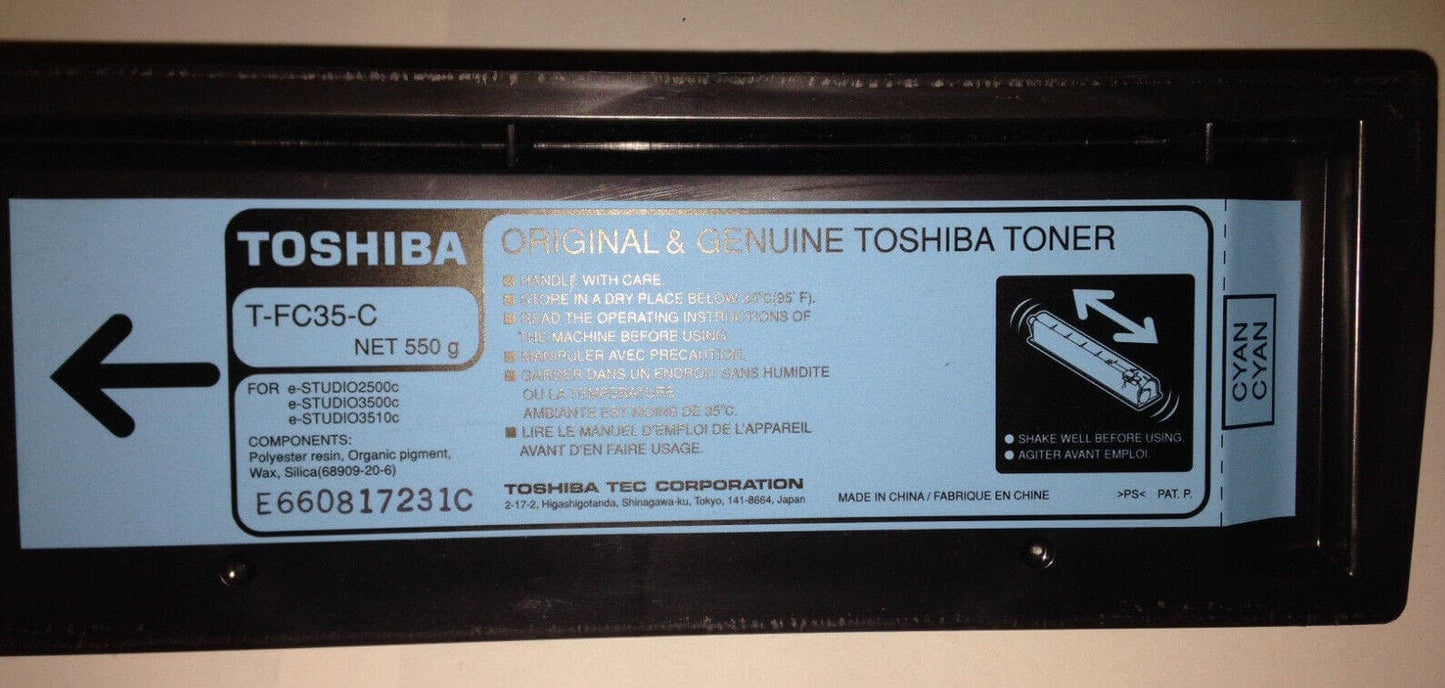 TOSHIBA
T-FC35-C
NET 550 g
FOR e-STUDIO2500c
e-STUDIO3500c
e-STUDIO3510c
COMPONENTS:
Polyester resin, Organic pigment,
Wax, Silica(68909-20-6)
E660817231C
ORIGINAL & GENUINE TOSHIBA TONER
■ HANDLE WITH CARE.
■ STORE IN A DRY PLACE BELOW 35°C(95°F).
■ READ THE OPERATING INSTRUCTIONS OF
THE MACHINE BEFORE USING.
■ MANIPULER AVEC PRECAUTION.
■ GARDER DANS UN ENDROIT SANS HUMIDITE
OU LA TEMPERATURE
AMBIANTE EST MOINS DE 35°C.
■ LIRE LE MANUEL D'EMPLOI DE L'APPAREIL
AVANT D'EN FAIRE USAGE.
TOSHIBA TEC CORPORATION
2-17-2, Higashigotanda, Shinagawa-ku, Tokyo, 141-8664, Japan
MADE IN CHINA / FABRIQUE EN CHINE
● SHAKE WELL BEFORE USING.
● AGITER AVANT EMPLOI.
>PS< PAT. P.
CYAN
CYAN